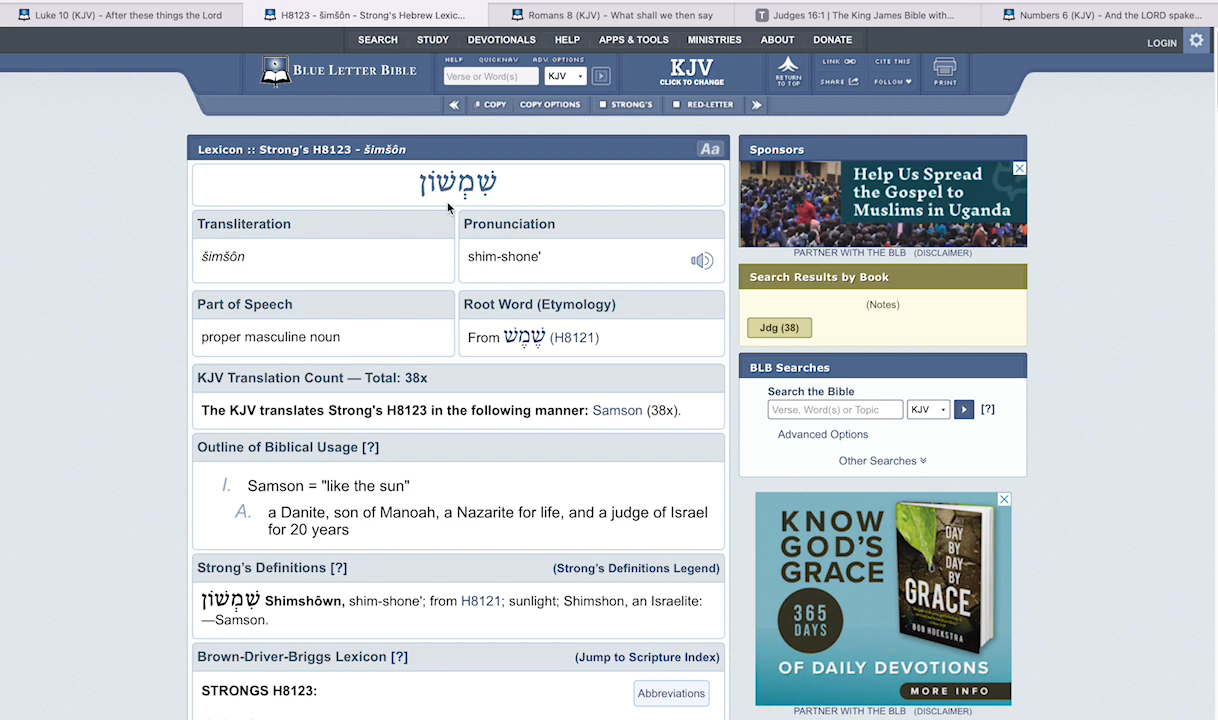 Luke 10 (KJV) - After these things the Lord
H8123 - šimšôn - Strong's Hebrew Lexic...
Romans 8 (KJV) - What shall we then say
Judges 16:1 | The King James Bible with...
Numbers 6 (KJV) - And the LORD spake...
SEARCH STUDY DEVOTIONALS HELP APPS & TOOLS MINISTRIES ABOUT DONATE
LOGIN
BLUE LETTER BIBLE
HELP QUICKNAV ADV. OPTIONS
Verse or Word(s) KJV
KJV
CLICK TO CHANGE
RETURN
TO TOP
LINK CITE THIS
SHARE FOLLOW
PRINT
COPY COPY OPTIONS STRONG'S RED-LETTER
Lexicon :: Strong's H8123 - šimšôn Aa
שִׁמְשׁוֹן
Transliteration
šimšôn
Pronunciation
shim-shone'
Part of Speech
proper masculine noun
Root Word (Etymology)
From שֶׁמֶשׁ (H8121)
KJV Translation Count — Total: 38x
The KJV translates Strong's H8123 in the following manner: Samson (38x).
Outline of Biblical Usage [?]
I. Samson = "like the sun"
A. a Danite, son of Manoah, a Nazarite for life, and a judge of Israel
for 20 years
Strong's Definitions [?] (Strong's Definitions Legend)
שִׁמְשׁוֹן Shimshôwn, shim-shone'; from H8121; sunlight; Shimshon, an Israelite:
—Samson.
Brown-Driver-Briggs Lexicon [?] (Jump to Scripture Index)
STRONGS H8123: Abbreviations
Sponsors
Help Us Spread
the Gospel to
Muslims in Uganda
PARTNER WITH THE BLB (DISCLAIMER)
Search Results by Book
(Notes)
Jdg (38)
BLB Searches
Search the Bible
Verse, Word(s) or Topic KJV [?]
Advanced Options
Other Searches
KNOW
GOD'S
GRACE
365
DAYS
OF DAILY DEVOTIONS
DAY
BY
DAY
BY
GRACE
BOB HOEKSTRA
MORE INFO
PARTNER WITH THE BLB (DISCLAIMER)